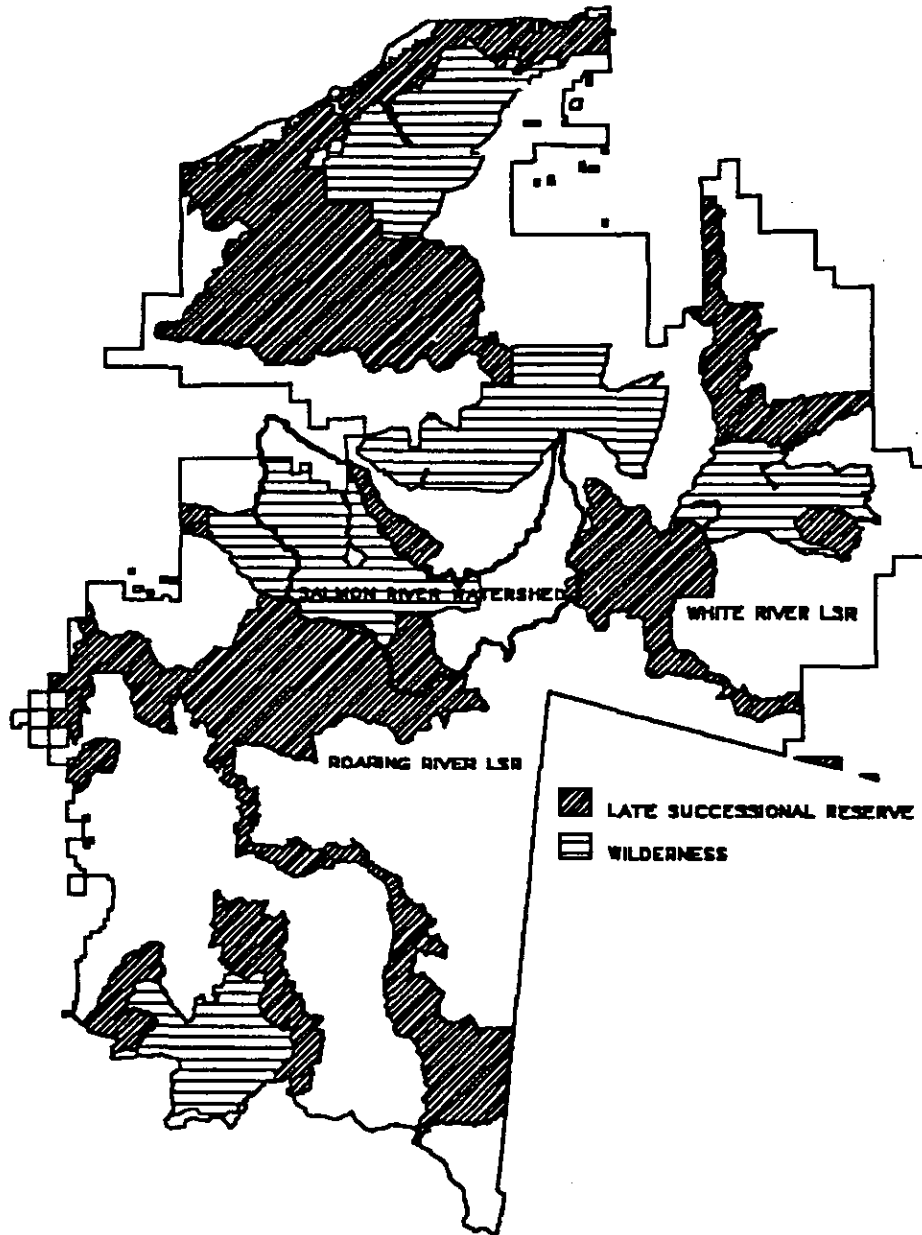 SALMON RIVER WATERSHED
WHITE RIVER LSR
ROARING RIVER LSR
LATE SUCCESSIONAL RESERVE
WILDERNESS